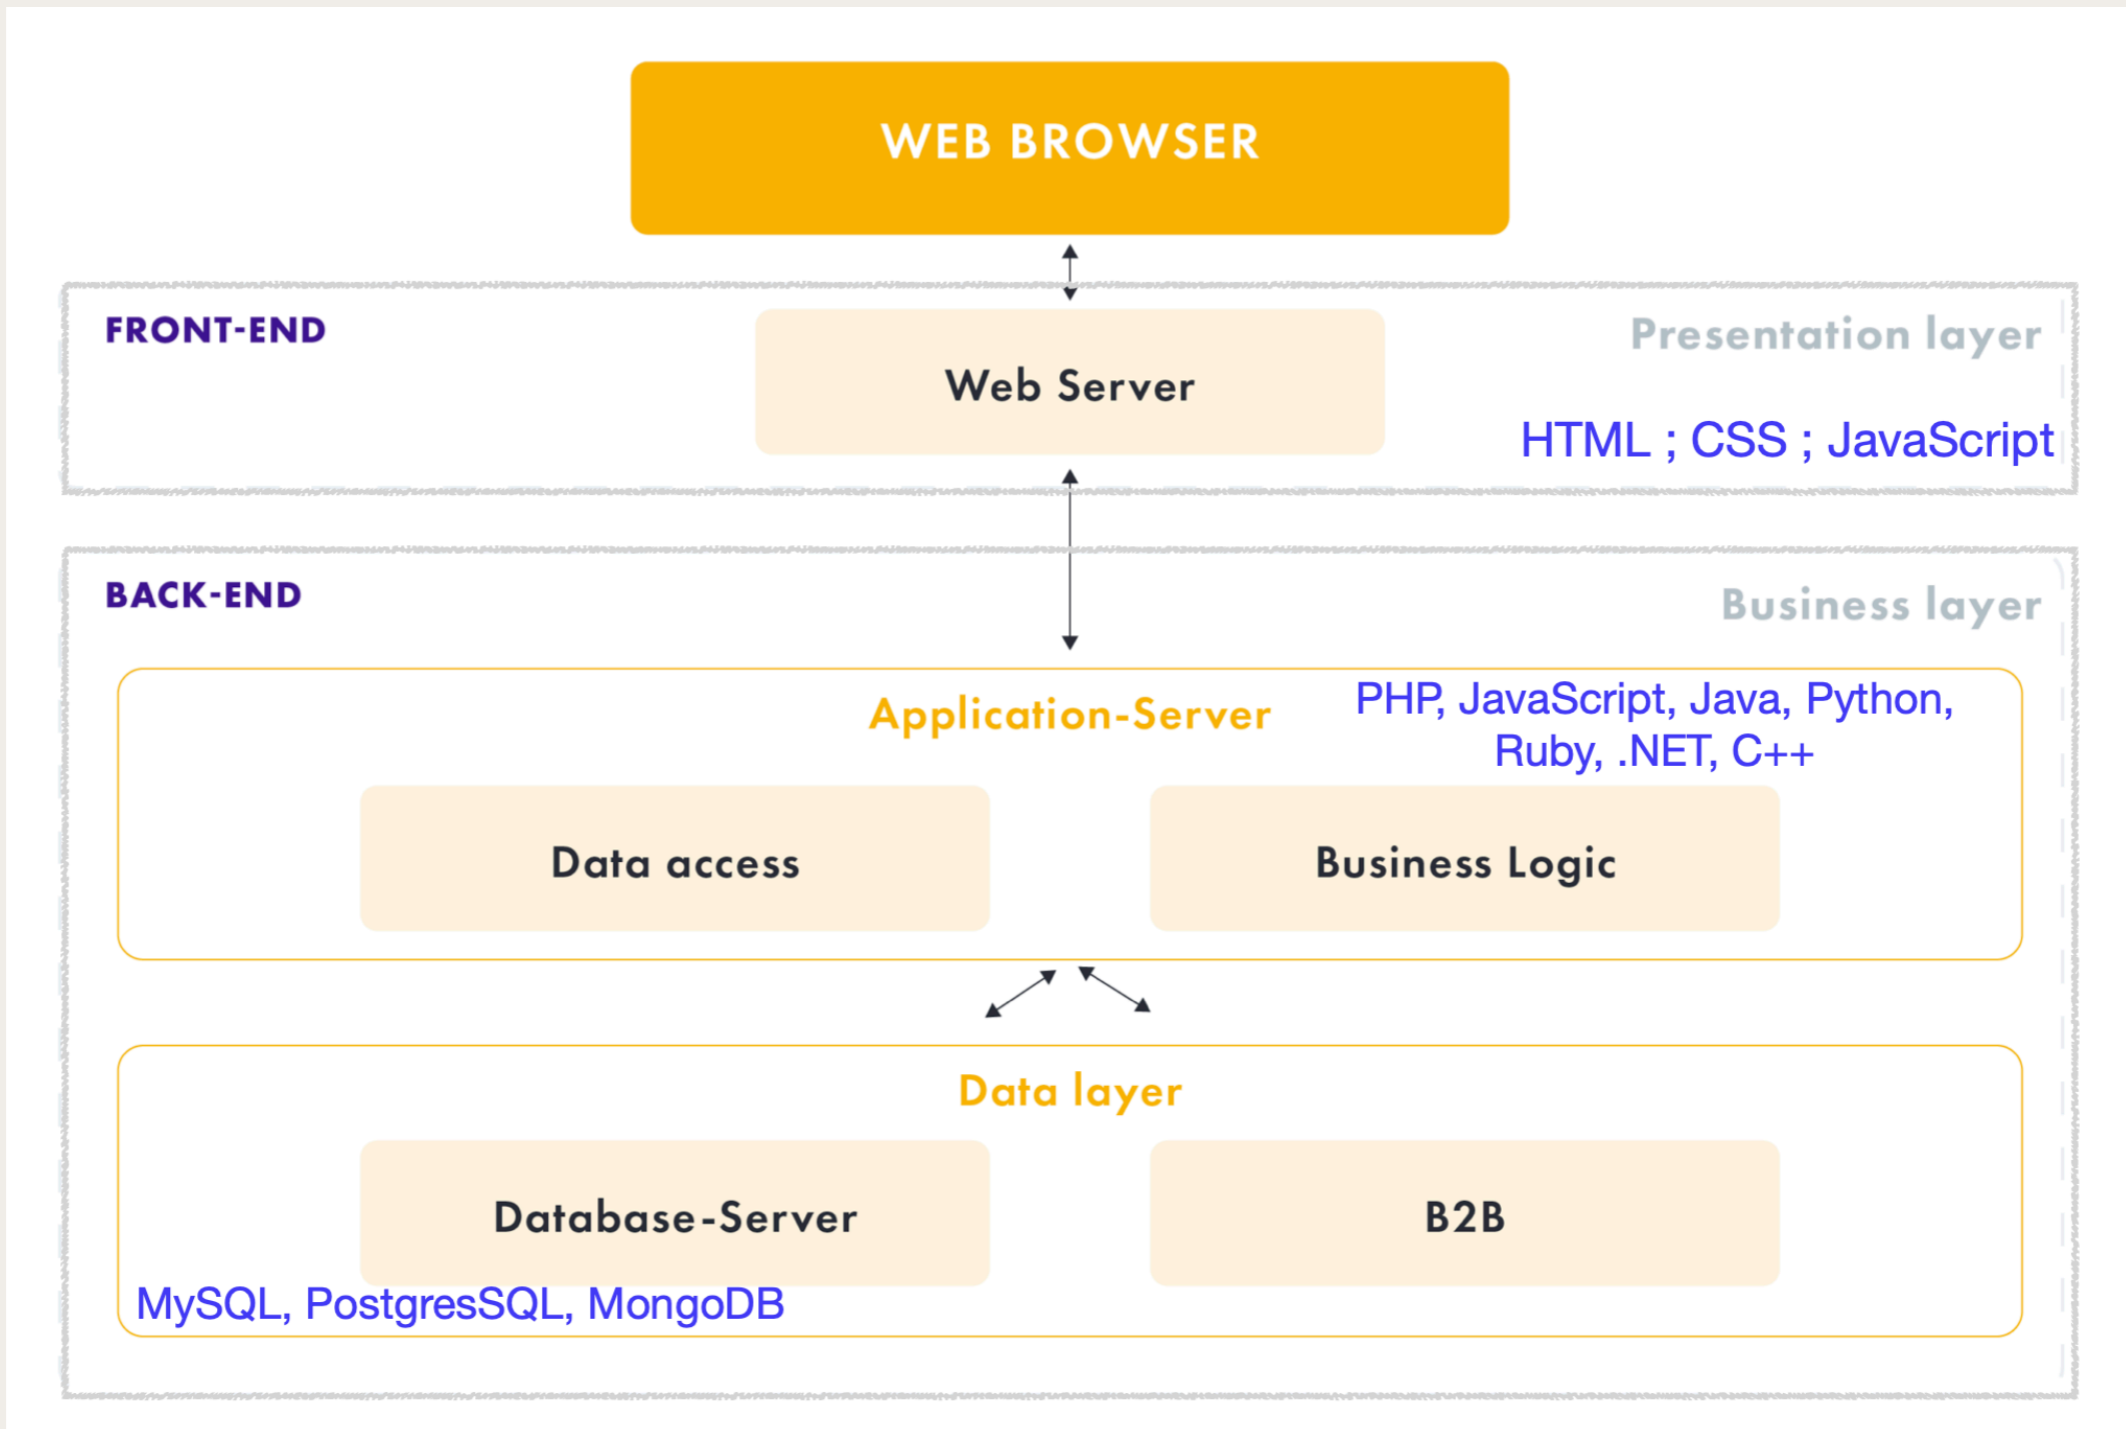 WEB BROWSER
FRONT-END
Presentation layer
Web Server
HTML ; CSS ; JavaScript
BACK-END
Business layer
Application-Server
PHP, JavaScript, Java, Python,
Ruby, .NET, C++
Data access
Business Logic
Data layer
Database-Server
B2B
MySQL, PostgresSQL, MongoDB